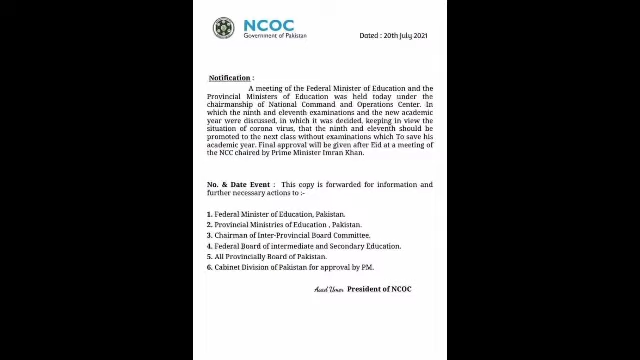 NCOC
Government of Pakistan
Dated : 20th July 2021
Notification :
A meeting of the Federal Minister of Education and the
Provincial Ministres of Education was held today under the
chairmanship of National Command and Operations Center. In
which the ninth and eleventh examinations and the new academic
year were discussed, in which it was decided, keeping in view the
situation of corona virus, that the ninth and eleventh should be
promoted to the next class without examinations which To save his
academic year. Final approval will be given after Eid at a meeting of
the NCC chaired by Prime Minister Imran Khan.
No. & Date Event : This copy is forwarded for information and
further necessary actions to :-
1. Federal Minister of Education, Pakistan.
2. Provincial Ministries of Education , Pakistan.
3. Chairman of Inter-Provincial Board Committee.
4. Federal Board of intermediate and Secondary Education.
5. All Provincially Board of Pakistan.
6. Cabinet Division of Pakistan for approval by PM.
Asad Umer President of NCOC